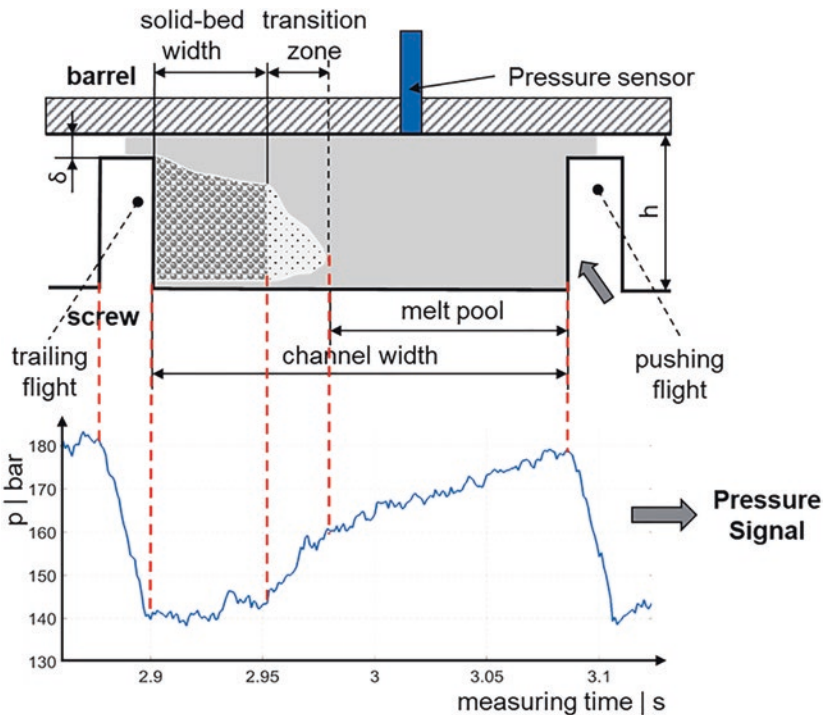 solid-bed
width
transition
zone
barrel
Pressure sensor
δ
h
screw
trailing
flight
melt pool
channel width
pushing
flight
p | bar
180
170
160
150
140
130
Pressure
Signal
2.9
2.95
3
3.05
3.1
measuring time | s